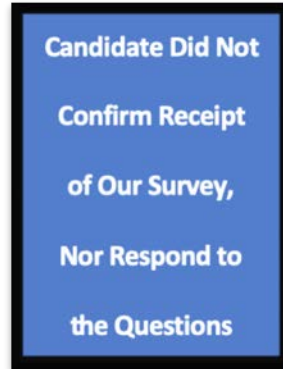 Candidate Did Not
Confirm Receipt
of Our Survey,
Nor Respond to
the Questions